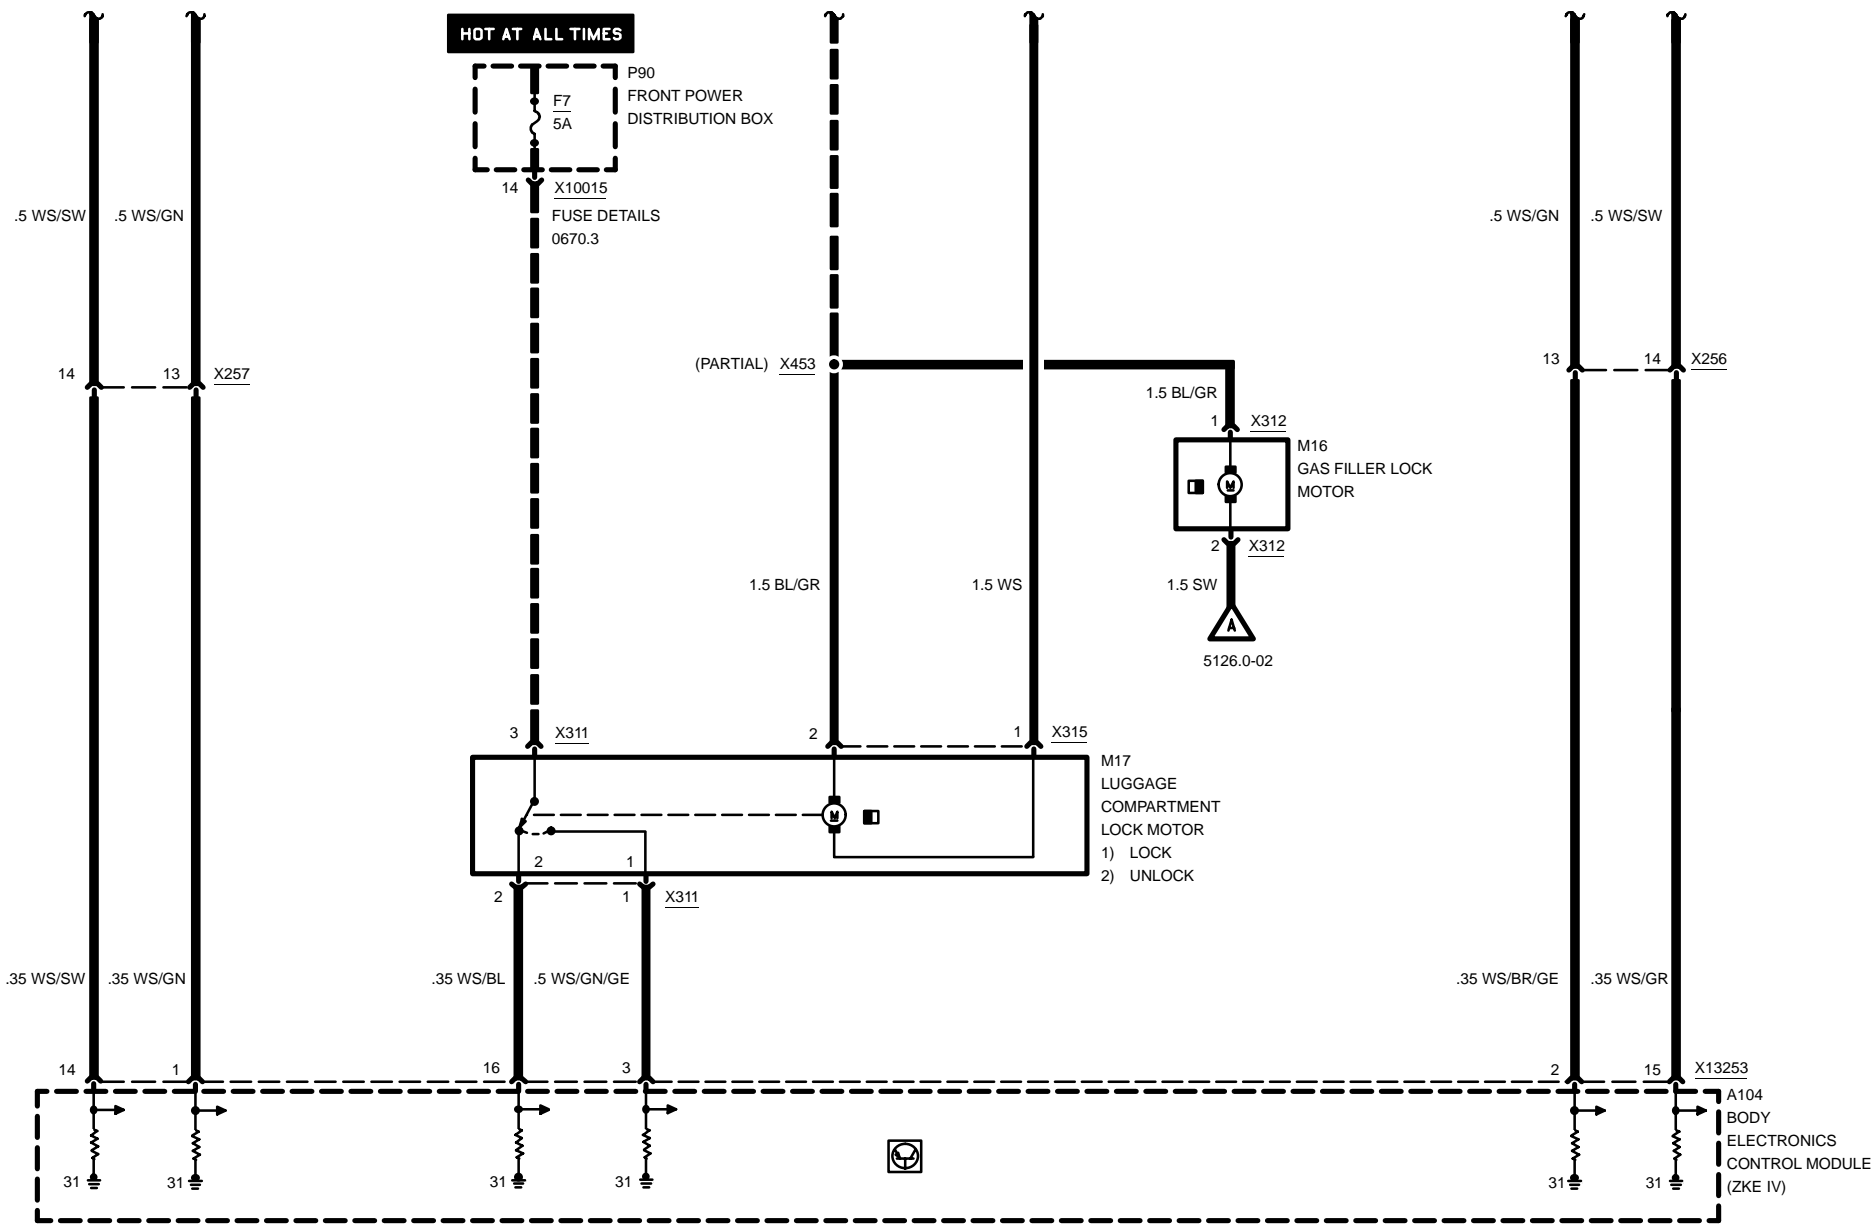 HOT AT ALL TIMES
P90
FRONT POWER
DISTRIBUTION BOX
F7
5A
14 X10015
FUSE DETAILS
0670.3
.5 WS/SW .5 WS/GN
.5 WS/GN .5 WS/SW
14 13 X257
(PARTIAL) X453
13 14 X256
1.5 BL/GR
1 X312
M16
GAS FILLER LOCK
MOTOR
M
2 X312
1.5 BL/GR 1.5 WS 1.5 SW
A
5126.0-02
3 X311
2 1 X315
M17
LUGGAGE
COMPARTMENT
LOCK MOTOR
1) LOCK
2) UNLOCK
M
2 1
2 1 X311
.35 WS/SW .35 WS/GN .35 WS/BL .5 WS/GN/GE .35 WS/BR/GE .35 WS/GR
14 1 16 3 2 15 X13253
A104
BODY
ELECTRONICS
CONTROL MODULE
(ZKE IV)
31 31 31 31 31 31